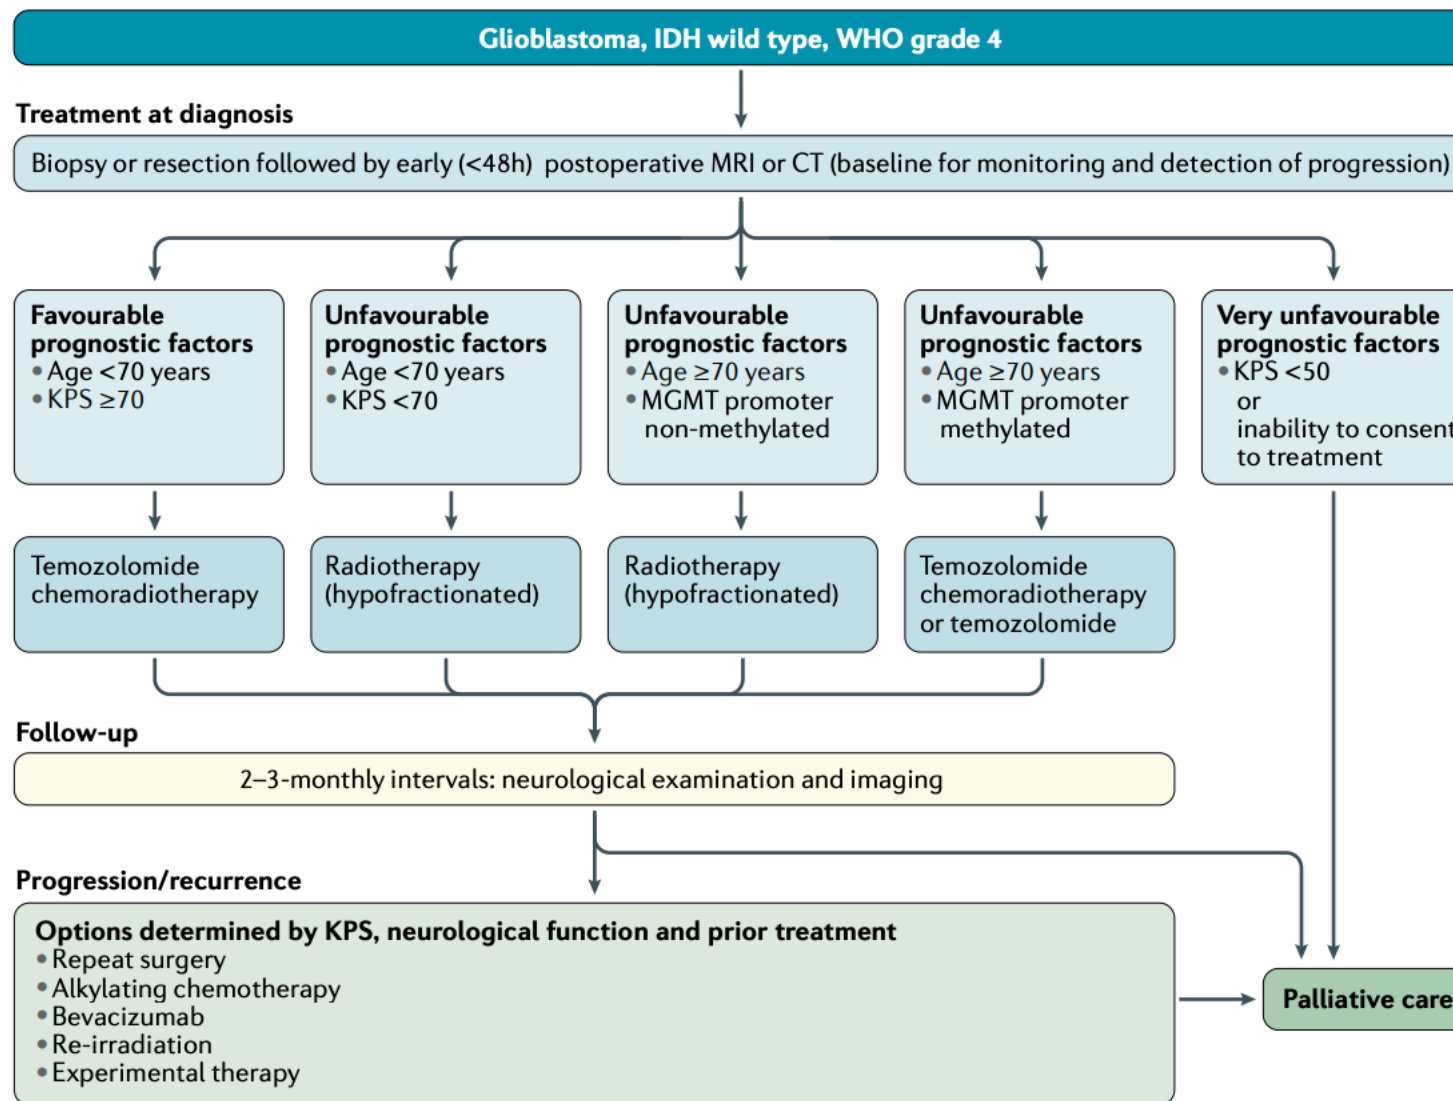 Glioblastoma, IDH wild type, WHO grade 4
Treatment at diagnosis
Biopsy or resection followed by early (<48h) postoperative MRI or CT (baseline for monitoring and detection of progression)
Favourable
prognostic factors
• Age <70 years
• KPS ≥70
Unfavourable
prognostic factors
• Age <70 years
• KPS <70
Unfavourable
prognostic factors
• Age ≥70 years
• MGMT promoter
non-methylated
Unfavourable
prognostic factors
• Age ≥70 years
• MGMT promoter
methylated
Very unfavourable
prognostic factors
• KPS <50
or
inability to consent
to treatment
Temozolomide
chemoradiotherapy
Radiotherapy
(hypofractionated)
Radiotherapy
(hypofractionated)
Temozolomide
chemoradiotherapy
or temozolomide
Follow-up
2–3-monthly intervals: neurological examination and imaging
Progression/recurrence
Options determined by KPS, neurological function and prior treatment
• Repeat surgery
• Alkylating chemotherapy
• Bevacizumab
• Re-irradiation
• Experimental therapy
Palliative care